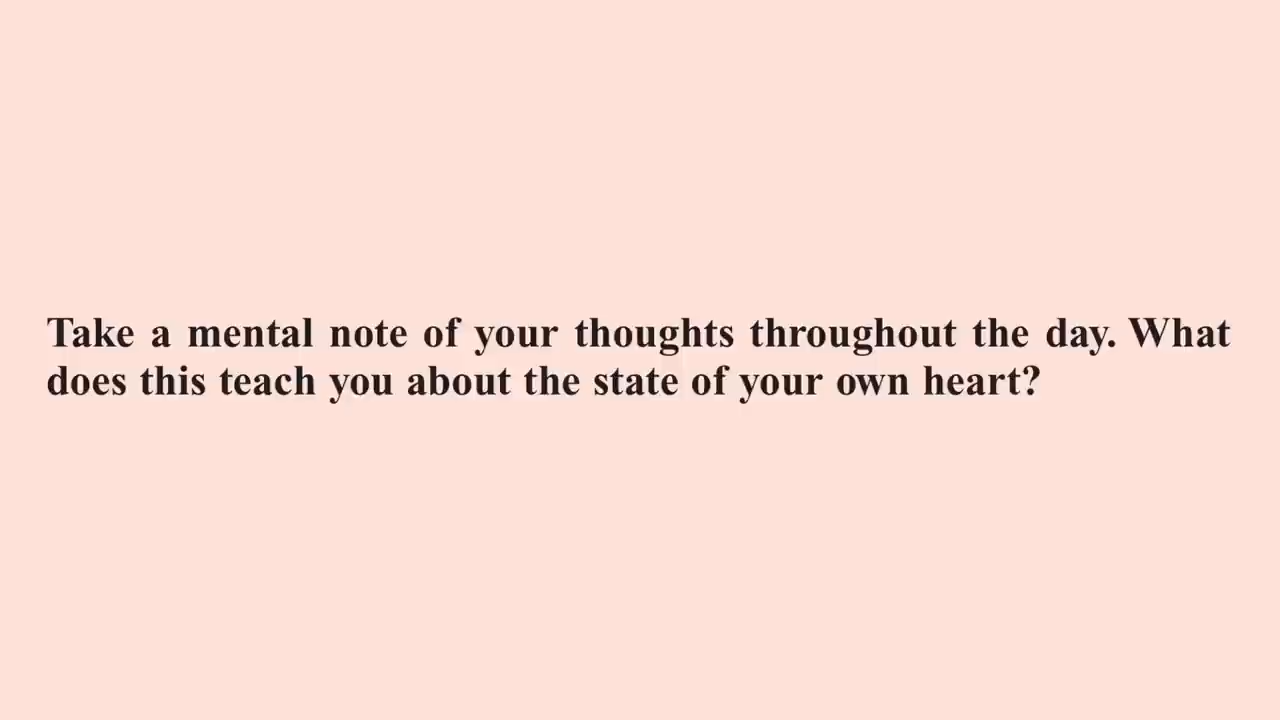 Take a mental note of your thoughts throughout the day. What
does this teach you about the state of your own heart?